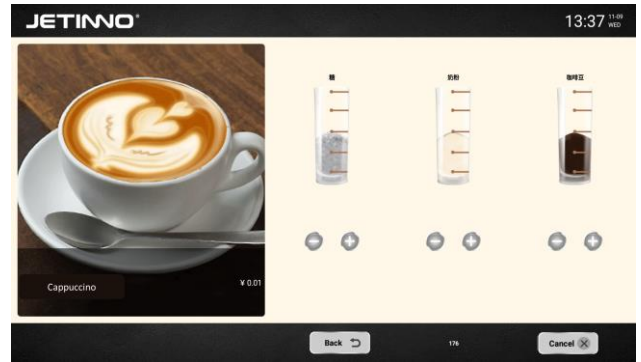 JETINNO
13:37 11-09
WED
糖
奶粉
咖啡豆
Cappuccino
¥ 0.01
Back
176
Cancel